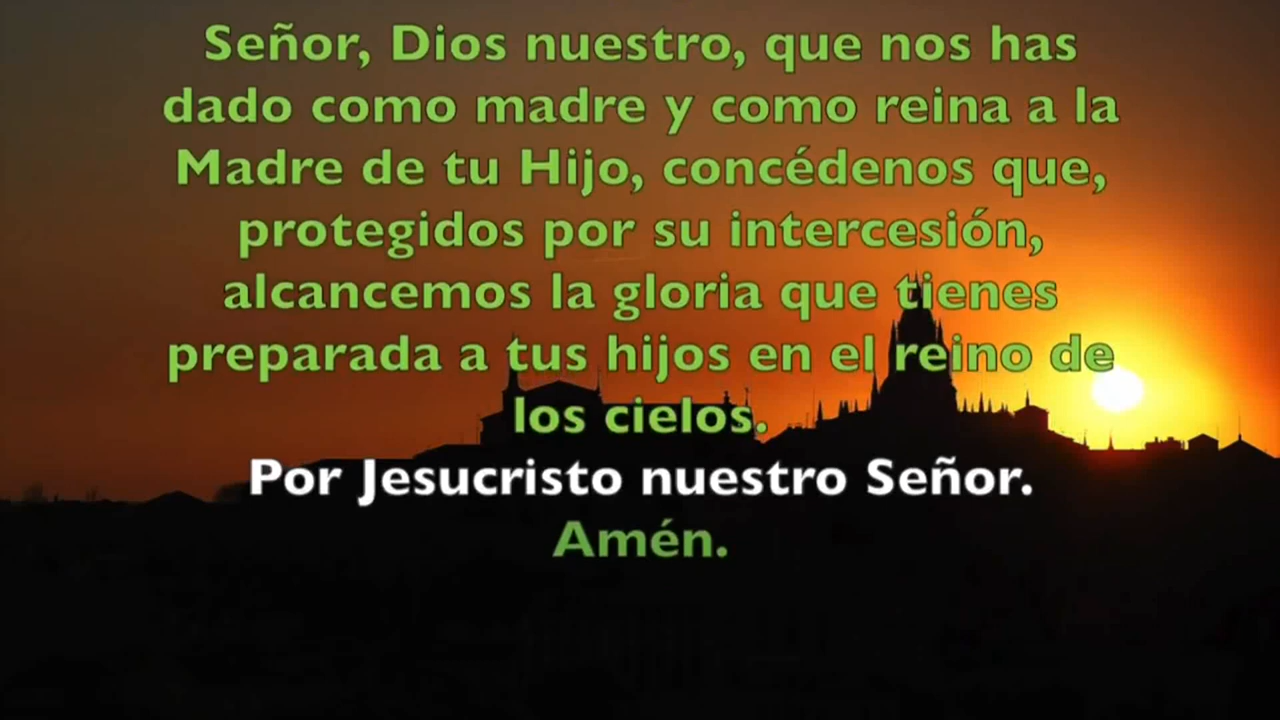 Señor, Dios nuestro, que nos has
dado como madre y como reina a la
Madre de tu Hijo, concédenos que,
protegidos por su intercesión,
alcancemos la gloria que tienes
preparada a tus hijos en el reino de
los cielos.
Por Jesucristo nuestro Señor.
Amén.